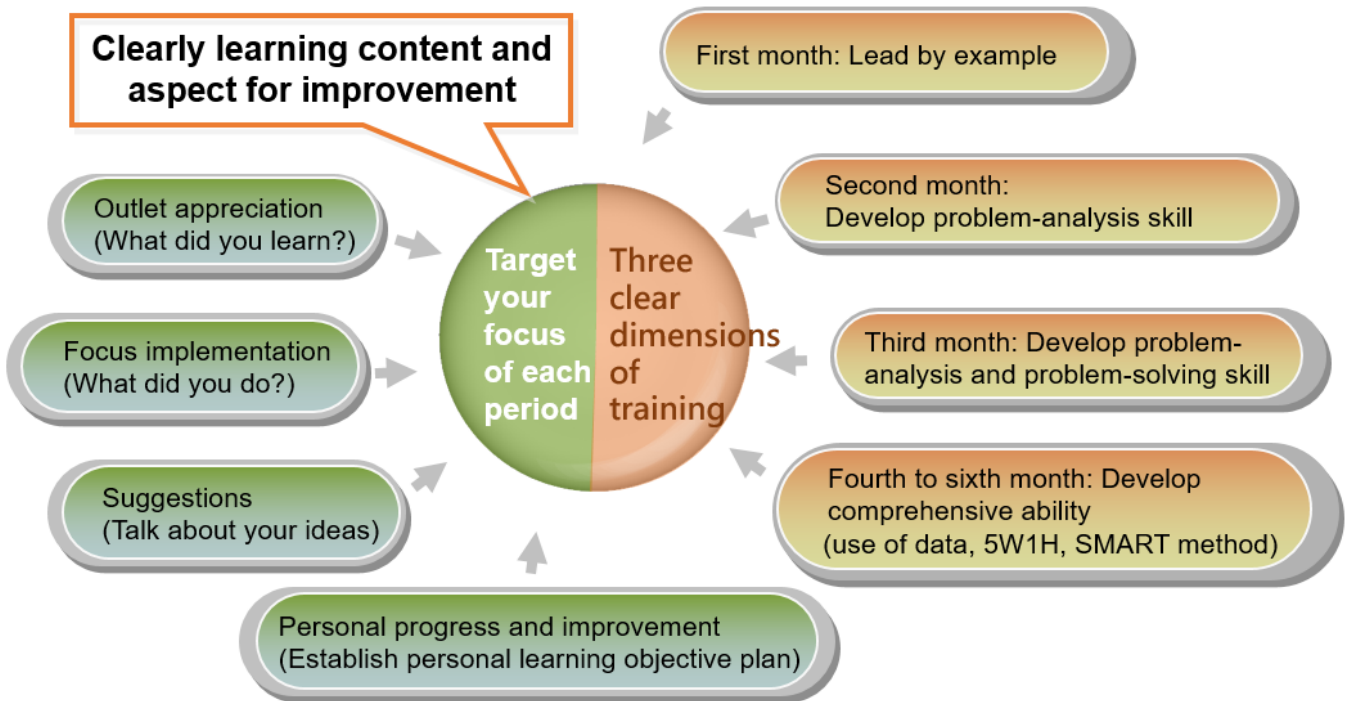 Clearly learning content and
aspect for improvement
First month: Lead by example
Second month:
Develop problem-analysis skill
Third month: Develop problem-
analysis and problem-solving skill
Fourth to sixth month: Develop
comprehensive ability
(use of data, 5W1H, SMART method)
Target
your
focus
of each
period
Three
clear
dimensions
of
training
Outlet appreciation
(What did you learn?)
Focus implementation
(What did you do?)
Suggestions
(Talk about your ideas)
Personal progress and improvement
(Establish personal learning objective plan)